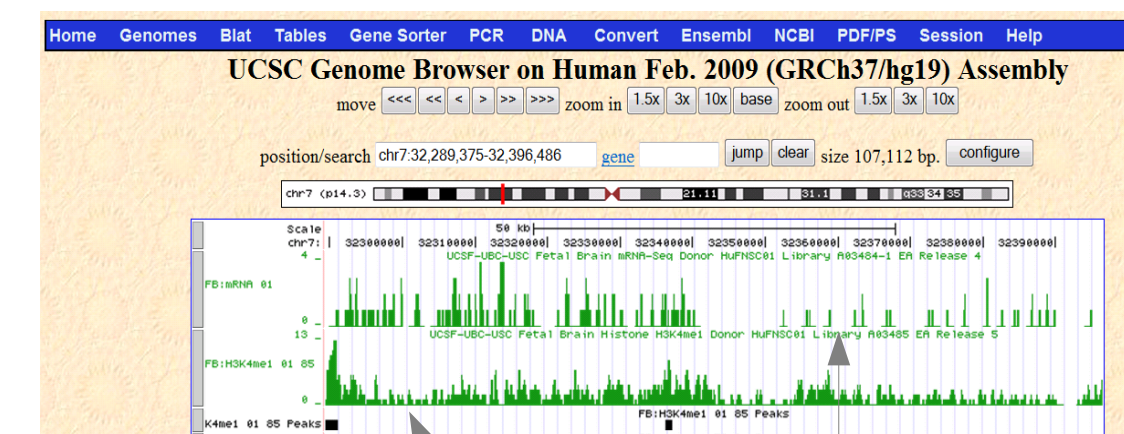 Home Genomes Blat Tables Gene Sorter PCR DNA Convert Ensembl NCBI PDF/PS Session Help
UCSC Genome Browser on Human Feb. 2009 (GRCh37/hg19) Assembly
move <<< << < > >> >>> zoom in 1.5x 3x 10x base zoom out 1.5x 3x 10x
position/search chr7:32,289,375-32,396,486 gene jump clear size 107,112 bp. configure
chr7 (p14.3) 21.11 31.1 q33 34 35
Scale 50 kb
chr7: 32300000 32310000 32320000 32330000 32340000 32350000 32360000 32370000 32380000 32390000
4 _ UCSF-UBC-USC Fetal Brain mRNA-Seq Donor HuFNSC01 Library A03484-1 EA Release 4
FB:mRNA 01
0 _
13 _ UCSF-UBC-USC Fetal Brain Histone H3K4me1 Donor HuFNSC01 Library A03485 EA Release 5
FB:H3K4me1 01 85
0 _
FB:H3K4me1 01 85 Peaks
K4me1 01 85 Peaks